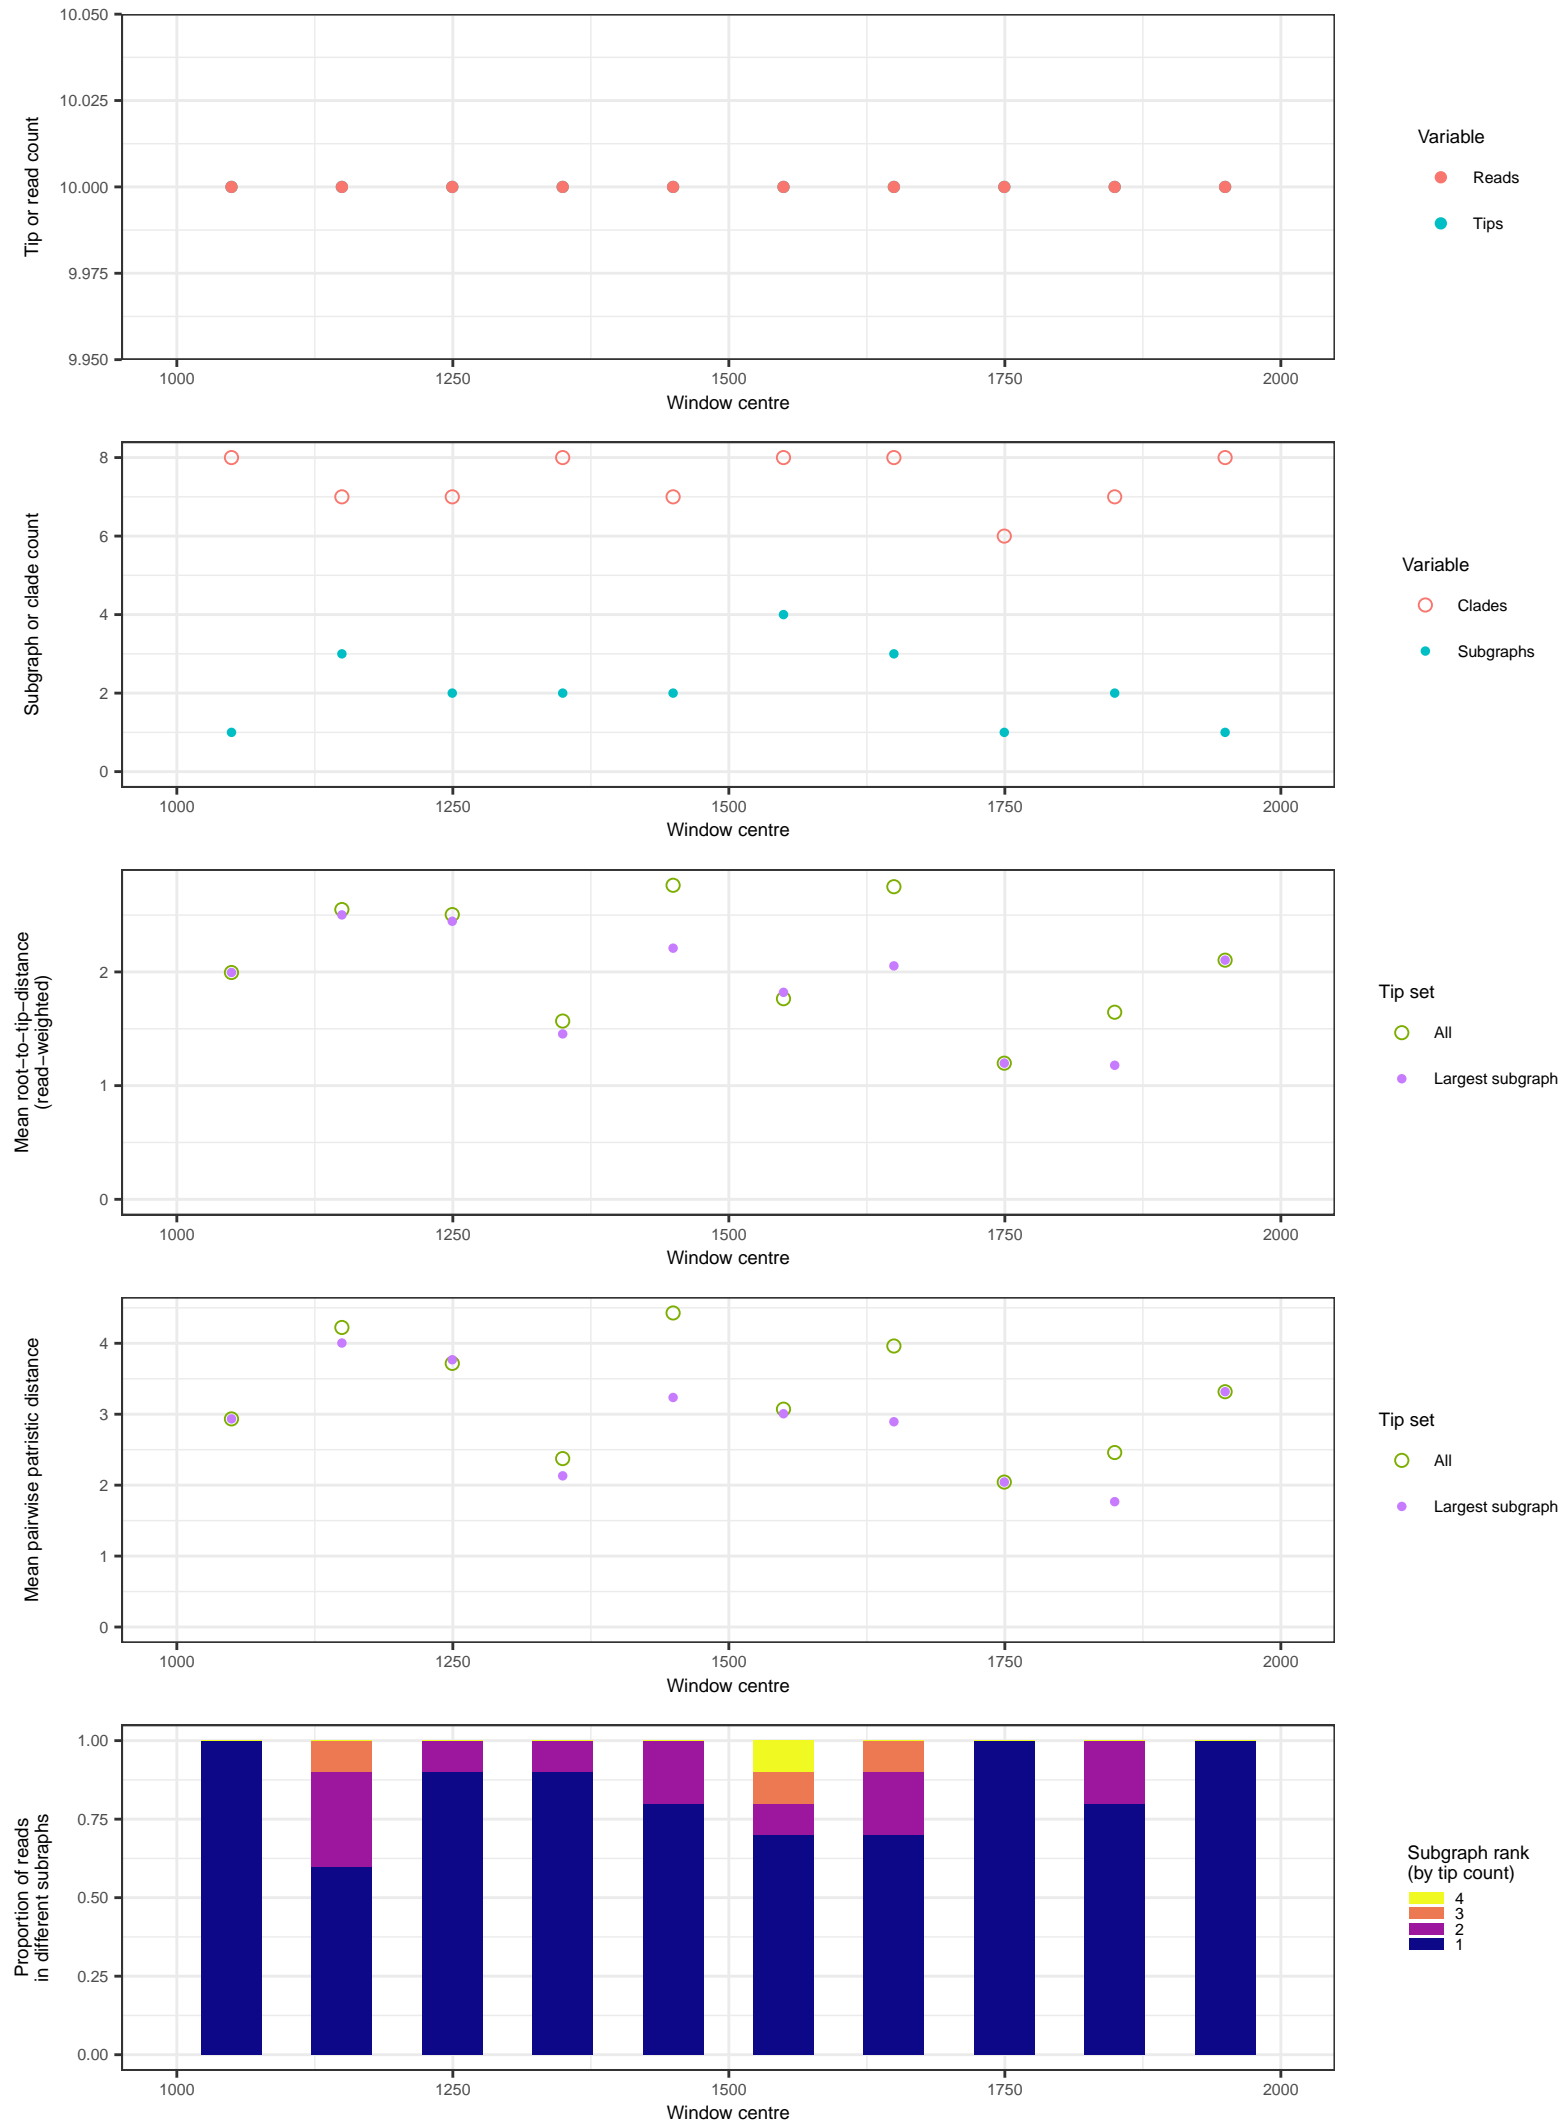 10.050
10.025
10.000
9.975
9.950
Tip or read count
1000 1250 1500 1750 2000
Window centre
Variable
Reads
Tips
8
6
4
2
0
Subgraph or clade count
1000 1250 1500 1750 2000
Window centre
Variable
Clades
Subgraphs
2
1
0
Mean root−to−tip−distance
(read−weighted)
1000 1250 1500 1750 2000
Window centre
Tip set
All
Largest subgraph
4
3
2
1
0
Mean pairwise patristic distance
1000 1250 1500 1750 2000
Window centre
Tip set
All
Largest subgraph
1.00
0.75
0.50
0.25
0.00
Proportion of reads
in different subraphs
1000 1250 1500 1750 2000
Window centre
Subgraph rank
(by tip count)
4
3
2
1